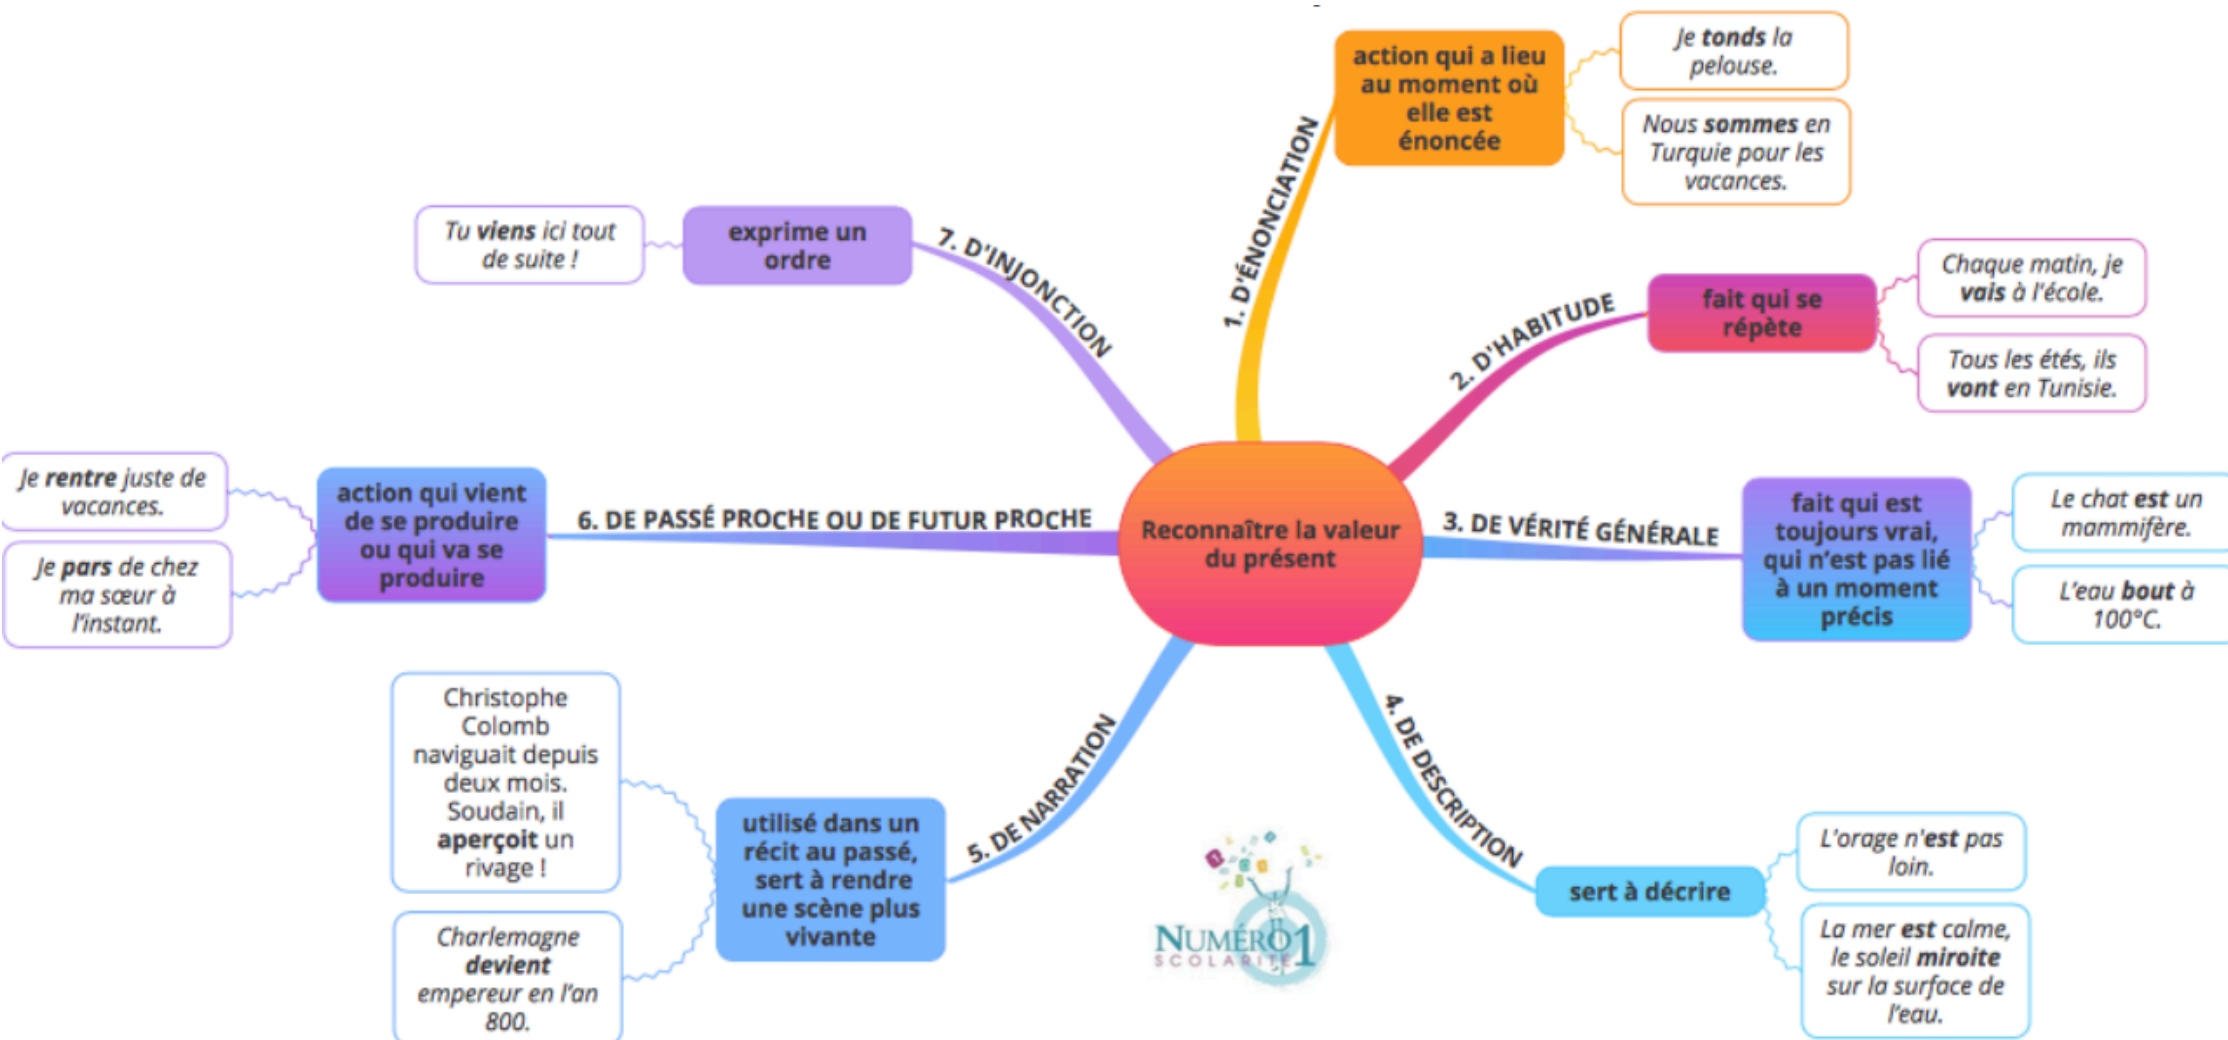 Reconnaître la valeur
du présent
1. D'ÉNONCIATION
action qui a lieu
au moment où
elle est
énoncée
Je tonds la
pelouse.
Nous sommes en
Turquie pour les
vacances.
2. D'HABITUDE
fait qui se
répète
Chaque matin, je
vais à l'école.
Tous les étés, ils
vont en Tunisie.
3. DE VÉRITÉ GÉNÉRALE
fait qui est
toujours vrai,
qui n'est pas lié
à un moment
précis
Le chat est un
mammifère.
L'eau bout à
100°C.
4. DE DESCRIPTION
sert à décrire
L'orage n'est pas
loin.
La mer est calme,
le soleil miroite
sur la surface de
l'eau.
5. DE NARRATION
utilisé dans un
récit au passé,
sert à rendre
une scène plus
vivante
Christophe
Colomb
naviguait depuis
deux mois.
Soudain, il
aperçoit un
rivage !
Charlemagne
devient
empereur en l'an
800.
6. DE PASSÉ PROCHE OU DE FUTUR PROCHE
action qui vient
de se produire
ou qui va se
produire
Je rentre juste de
vacances.
Je pars de chez
ma sœur à
l'instant.
7. D'INJONCTION
exprime un
ordre
Tu viens ici tout
de suite !
NUMÉRO1
SCOLARITÉ